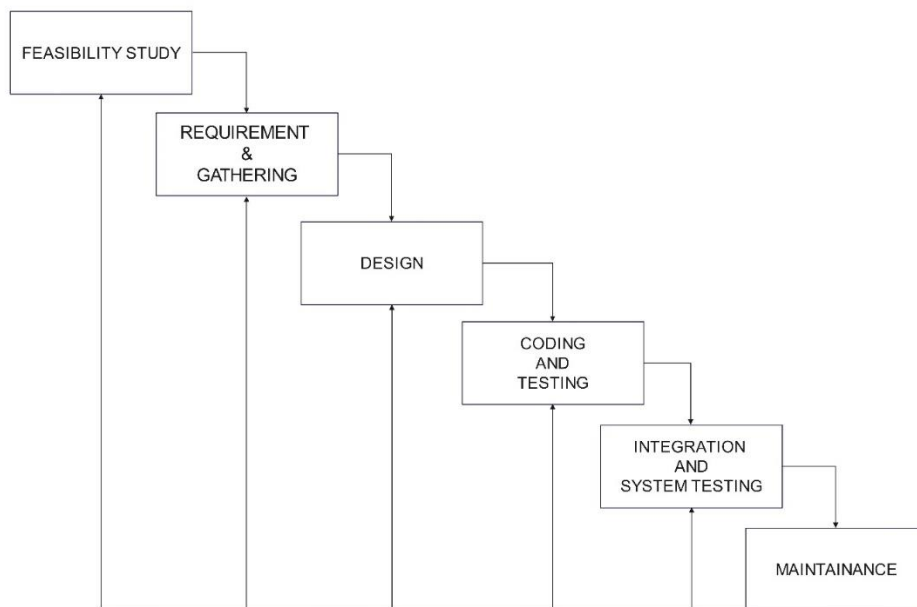 FEASIBILITY STUDY
REQUIREMENT
&
GATHERING
DESIGN
CODING
AND
TESTING
INTEGRATION
AND
SYSTEM TESTING
MAINTAINANCE